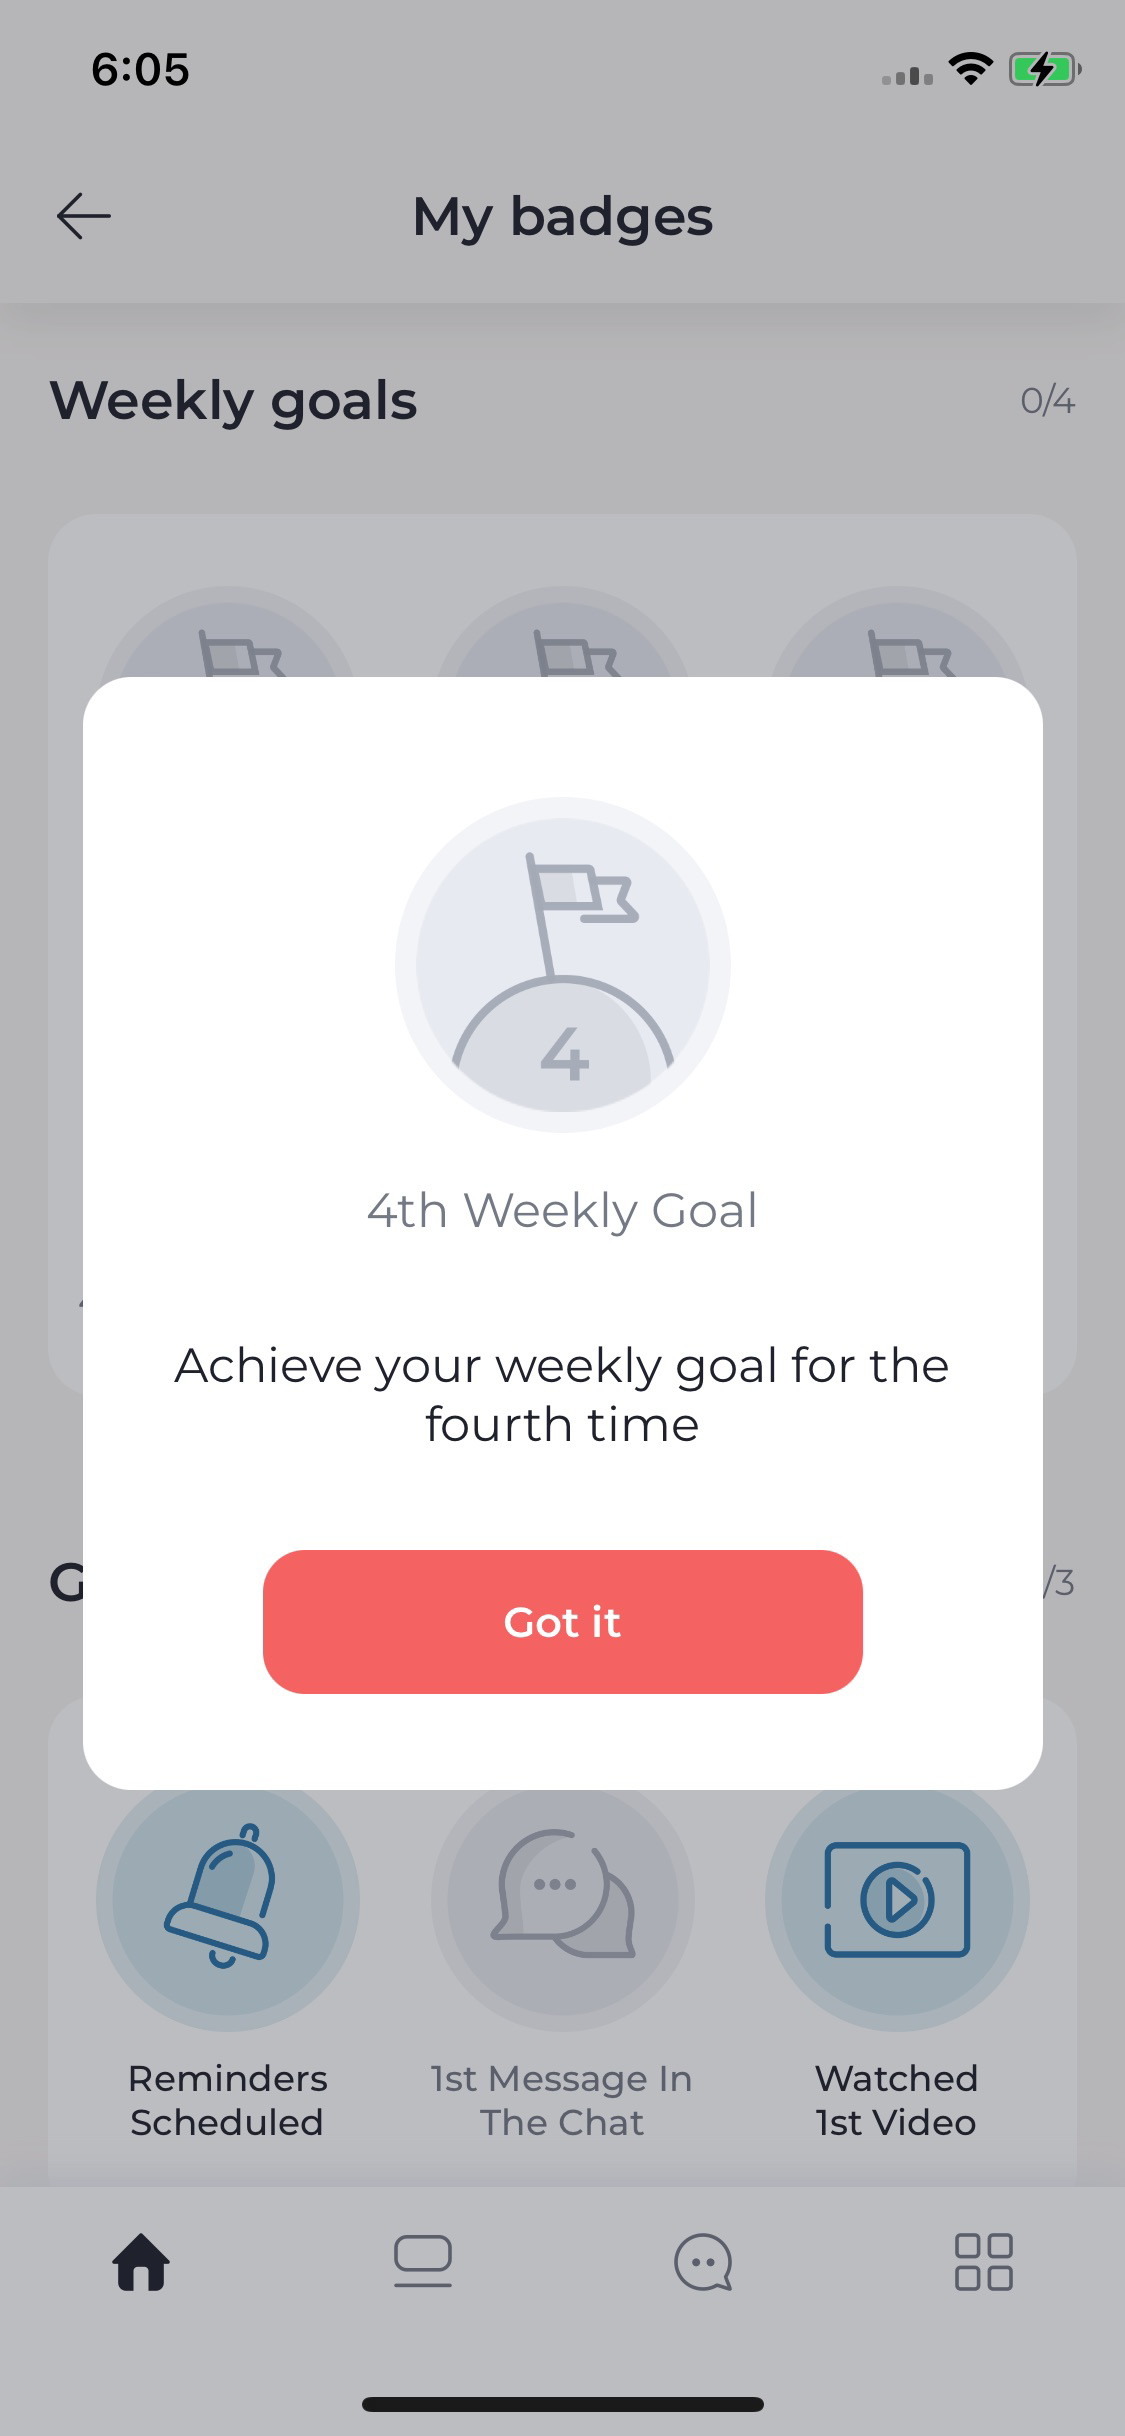 6:05
My badges
Weekly goals
0/4
4
4th Weekly Goal
Achieve your weekly goal for the
fourth time
/3
Got it
Reminders
Scheduled
1st Message In
The Chat
Watched
1st Video